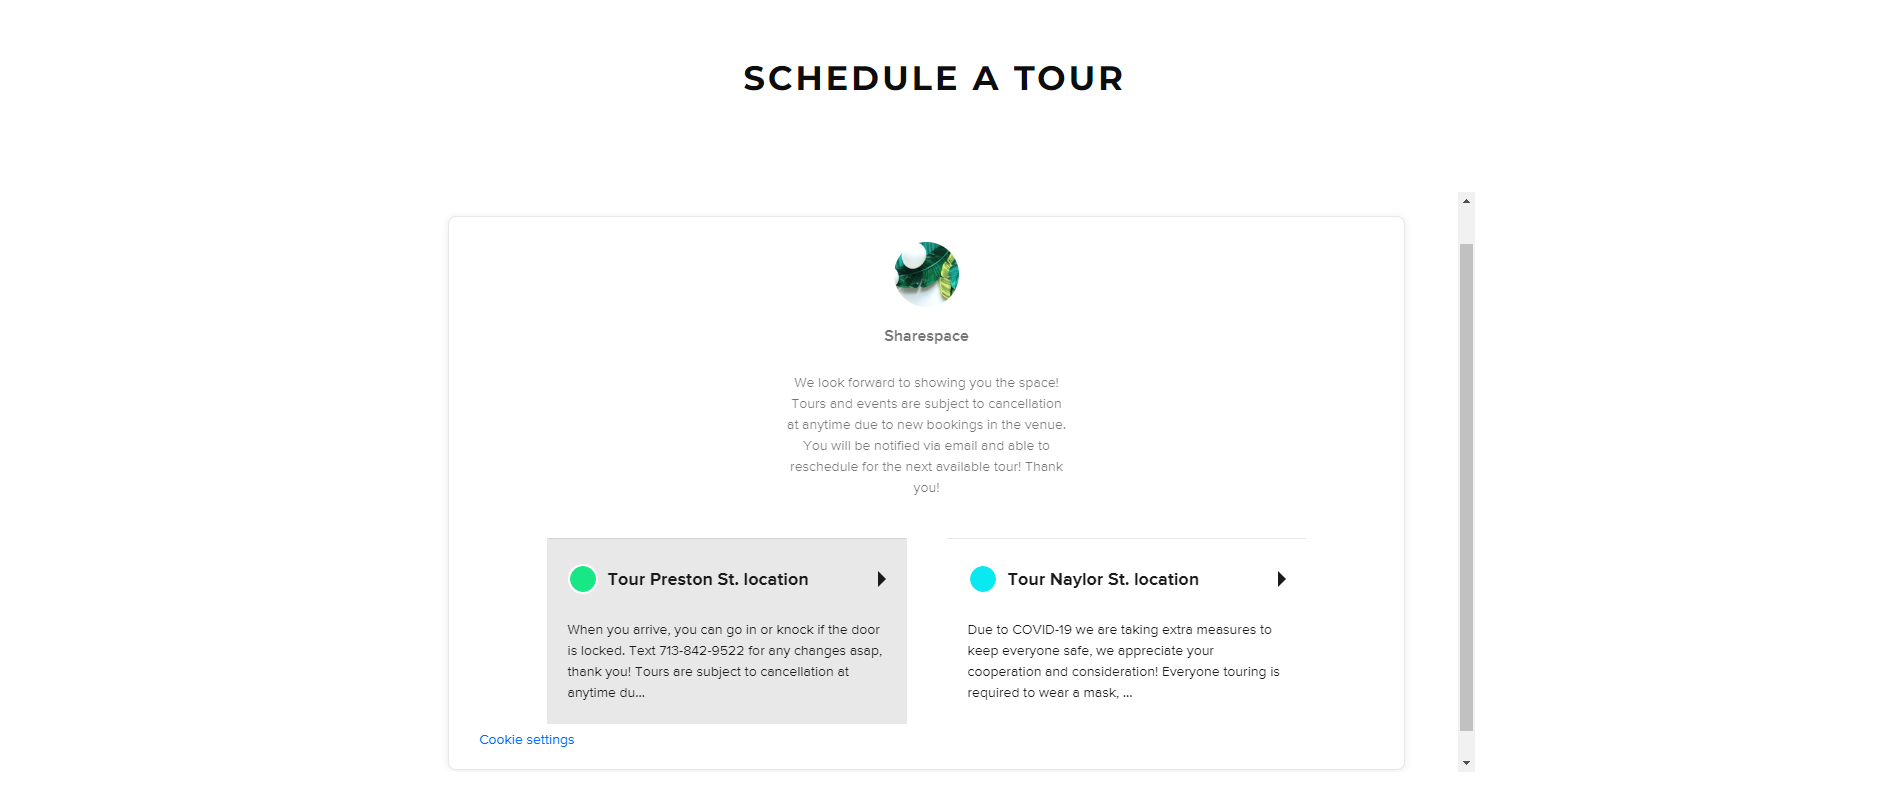 SCHEDULE A TOUR
Sharespace
We look forward to showing you the space!
Tours and events are subject to cancellation
at anytime due to new bookings in the venue.
You will be notified via email and able to
reschedule for the next available tour! Thank
you!
Tour Preston St. location
When you arrive, you can go in or knock if the door
is locked. Text 713-842-9522 for any changes asap,
thank you! Tours are subject to cancellation at
anytime du...
Tour Naylor St. location
Due to COVID-19 we are taking extra measures to
keep everyone safe, we appreciate your
cooperation and consideration! Everyone touring is
required to wear a mask, ...
Cookie settings